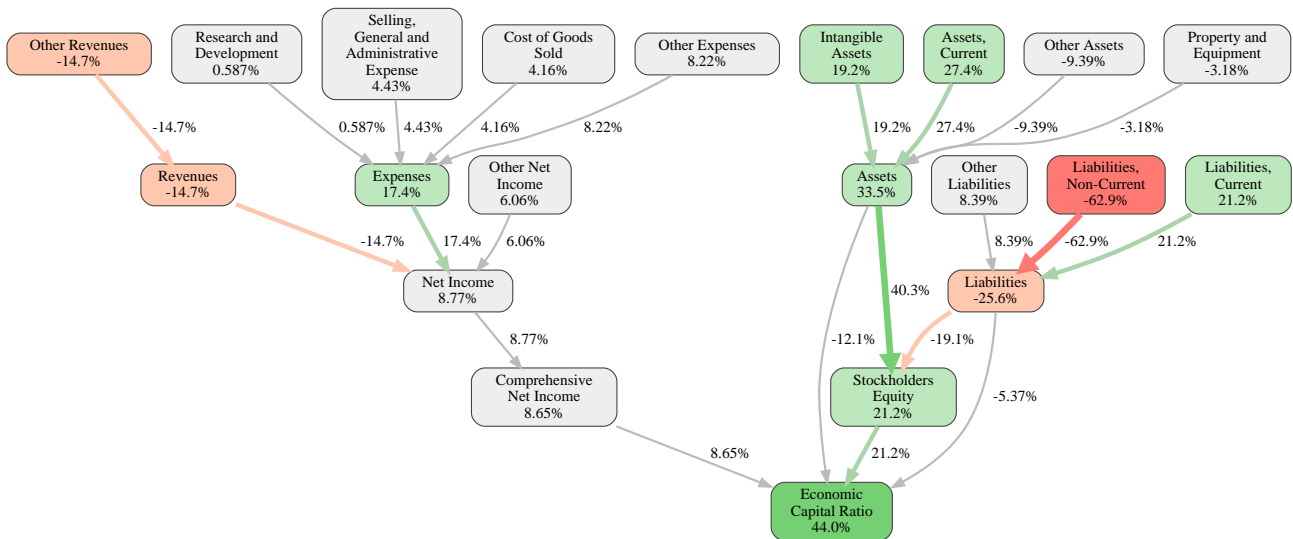 Other Revenues
-14.7%
Research and
Development
0.587%
Selling,
General and
Administrative
Expense
4.43%
Cost of Goods
Sold
4.16%
Other Expenses
8.22%
Intangible
Assets
19.2%
Assets,
Current
27.4%
Other Assets
-9.39%
Property and
Equipment
-3.18%
-14.7%
0.587%
4.43%
4.16%
8.22%
19.2%
27.4%
-9.39%
-3.18%
Revenues
-14.7%
Expenses
17.4%
Other Net
Income
6.06%
Assets
33.5%
Other
Liabilities
8.39%
Liabilities,
Non-Current
-62.9%
Liabilities,
Current
21.2%
-14.7%
17.4%
6.06%
8.39%
-62.9%
21.2%
Net Income
8.77%
40.3%
Liabilities
-25.6%
8.77%
-12.1%
-19.1%
Comprehensive
Net Income
8.65%
Stockholders
Equity
21.2%
-5.37%
8.65%
21.2%
Economic
Capital Ratio
44.0%